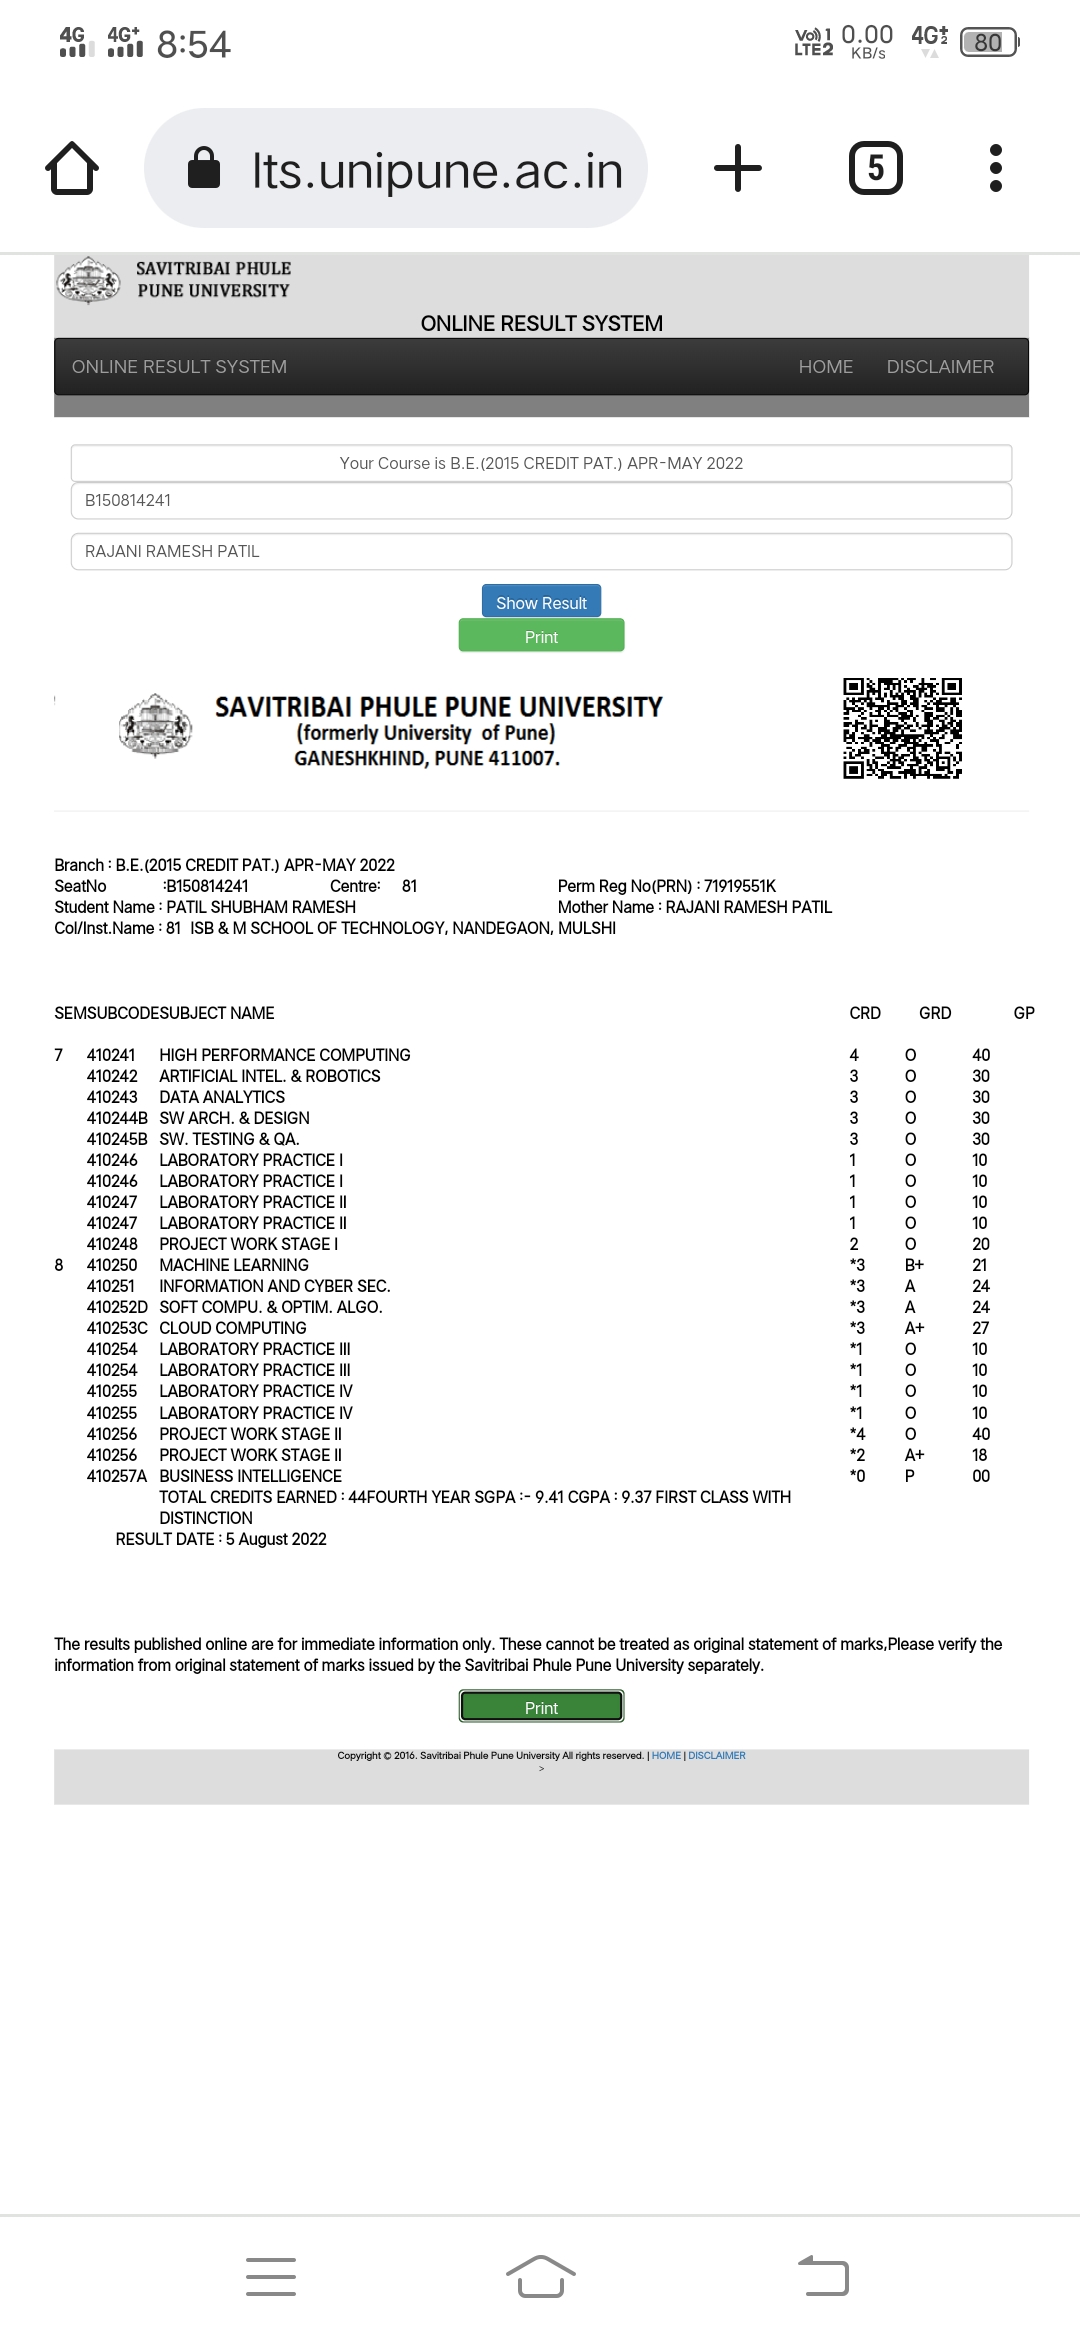 4G 4G+ 8:54 Vo)) 1 LTE2 0.00 KB/s 4G+ 2 80
lts.unipune.ac.in 5
SAVITRIBAI PHULE
PUNE UNIVERSITY
ONLINE RESULT SYSTEM
ONLINE RESULT SYSTEM HOME DISCLAIMER
Your Course is B.E.(2015 CREDIT PAT.) APR-MAY 2022
B150814241
RAJANI RAMESH PATIL
Show Result
Print
SAVITRIBAI PHULE PUNE UNIVERSITY
(formerly University of Pune)
GANESHKHIND, PUNE 411007.
Branch : B.E.(2015 CREDIT PAT.) APR-MAY 2022
SeatNo :B150814241 Centre: 81 Perm Reg No(PRN) : 71919551K
Student Name : PATIL SHUBHAM RAMESH Mother Name : RAJANI RAMESH PATIL
Col/Inst.Name : 81 ISB & M SCHOOL OF TECHNOLOGY, NANDEGAON, MULSHI
SEMSUBCODESUBJECT NAME CRD GRD GP
7 410241 HIGH PERFORMANCE COMPUTING 4 O 40
410242 ARTIFICIAL INTEL. & ROBOTICS 3 O 30
410243 DATA ANALYTICS 3 O 30
410244B SW ARCH. & DESIGN 3 O 30
410245B SW. TESTING & QA. 3 O 30
410246 LABORATORY PRACTICE I 1 O 10
410246 LABORATORY PRACTICE I 1 O 10
410247 LABORATORY PRACTICE II 1 O 10
410247 LABORATORY PRACTICE II 1 O 10
410248 PROJECT WORK STAGE I 2 O 20
8 410250 MACHINE LEARNING *3 B+ 21
410251 INFORMATION AND CYBER SEC. *3 A 24
410252D SOFT COMPU. & OPTIM. ALGO. *3 A 24
410253C CLOUD COMPUTING *3 A+ 27
410254 LABORATORY PRACTICE III *1 O 10
410254 LABORATORY PRACTICE III *1 O 10
410255 LABORATORY PRACTICE IV *1 O 10
410255 LABORATORY PRACTICE IV *1 O 10
410256 PROJECT WORK STAGE II *4 O 40
410256 PROJECT WORK STAGE II *2 A+ 18
410257A BUSINESS INTELLIGENCE *0 P 00
TOTAL CREDITS EARNED : 44FOURTH YEAR SGPA :- 9.41 CGPA : 9.37 FIRST CLASS WITH
DISTINCTION
RESULT DATE : 5 August 2022
The results published online are for immediate information only. These cannot be treated as original statement of marks,Please verify the
information from original statement of marks issued by the Savitribai Phule Pune University separately.
Print
Copyright © 2016. Savitribai Phule Pune University All rights reserved. | HOME | DISCLAIMER
>